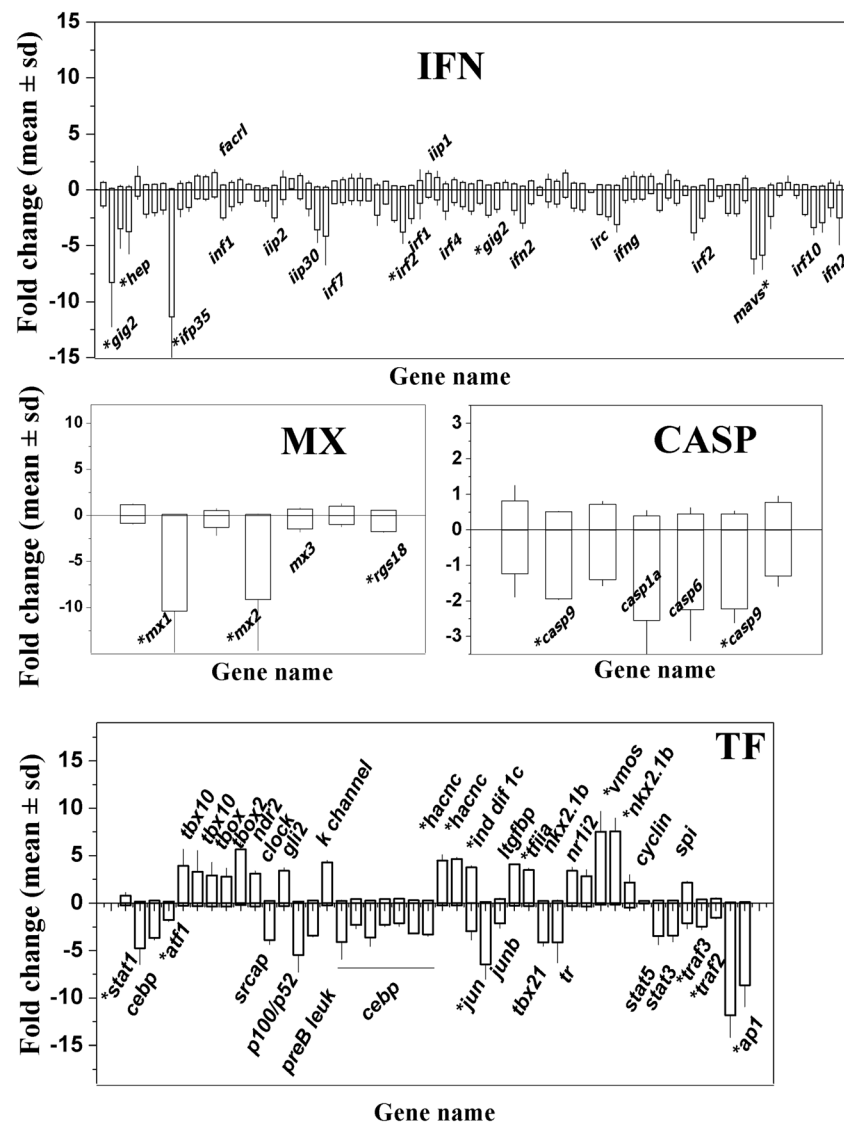 IFN
Fold change (mean ± sd)
15
10
5
0
-5
-10
-15
facrl
iip1
*gig2
*hep
*ifp35
inf1
iip2
iip30
irf7
*irf2
irf1
irf4
*gig2
ifn2
irc
ifng
irf2
mavs*
irf10
ifn2
Gene name
MX
Fold change (mean ± sd)
10
5
0
-5
-10
*mx1
*mx2
mx3
*rgs18
Gene name
CASP
3
2
1
0
-1
-2
-3
*casp9
casp1a
casp6
*casp9
Gene name
TF
Fold change (mean ± sd)
15
10
5
0
-5
-10
-15
tbx10
tbx10
tbox
tbox2
ndr2
clock
gli2
k channel
*hacnc
*hacnc
*ind dif 1c
ltgfbp
*tfiia
nkx2.1b
nr1i2
*vmos
*nkx2.1b
cyclin
spi
*stat1
cebp
*atf1
srcap
p100/p52
preB leuk
cebp
*jun
junb
tbx21
tr
stat5
stat3
*traf3
*traf2
*ap1
Gene name